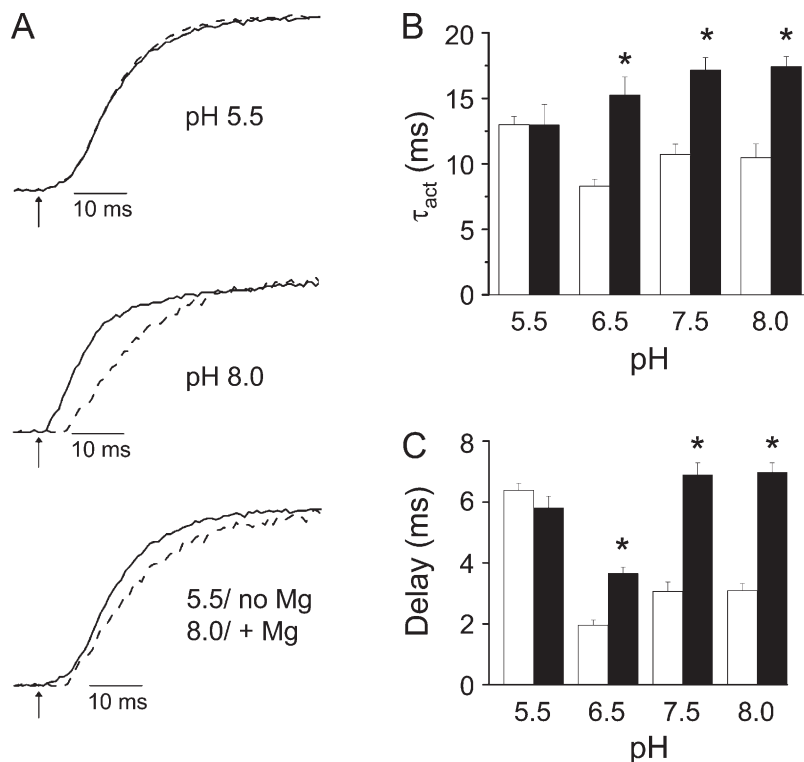 A
pH 5.5
10 ms
pH 8.0
10 ms
5.5/ no Mg
8.0/ + Mg
10 ms
B
τact (ms)
20
15
10
5
0
* * *
5.5 6.5 7.5 8.0
pH
C
Delay (ms)
8
6
4
2
0
* * *
5.5 6.5 7.5 8.0
pH